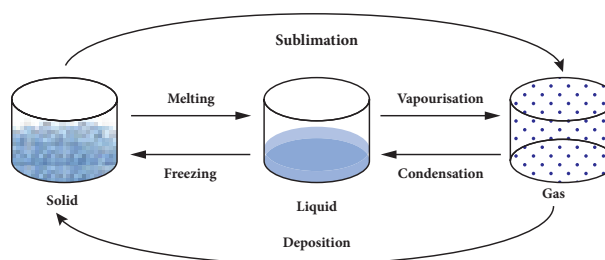 Sublimation
Melting
Vapourisation
Freezing
Condensation
Solid
Liquid
Gas
Deposition